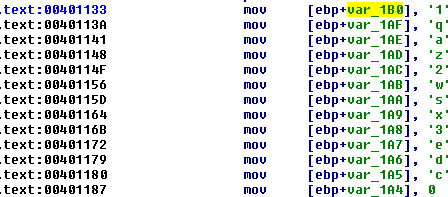 .text:00401133 mov [ebp+var_1B0], '1'
.text:0040113A mov [ebp+var_1AF], 'q'
.text:00401141 mov [ebp+var_1AE], 'a'
.text:00401148 mov [ebp+var_1AD], 'z'
.text:0040114F mov [ebp+var_1AC], '2'
.text:00401156 mov [ebp+var_1AB], 'w'
.text:0040115D mov [ebp+var_1AA], 's'
.text:00401164 mov [ebp+var_1A9], 'x'
.text:0040116B mov [ebp+var_1A8], '3'
.text:00401172 mov [ebp+var_1A7], 'e'
.text:00401179 mov [ebp+var_1A6], 'd'
.text:00401180 mov [ebp+var_1A5], 'c'
.text:00401187 mov [ebp+var_1A4], 0